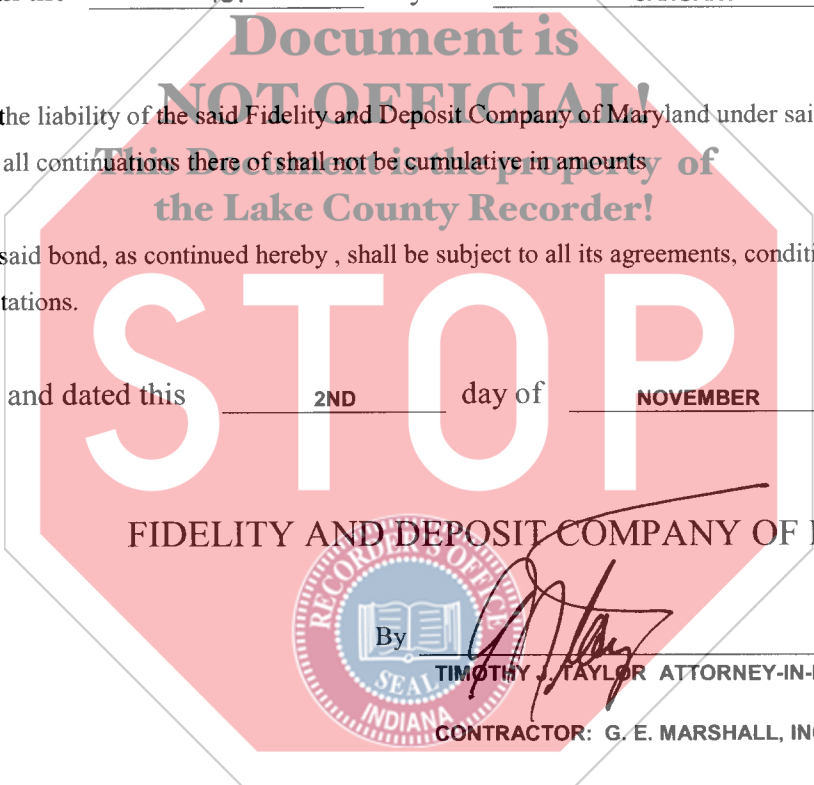 Document is
NOT OFFICIAL!
the liability of the said Fidelity and Deposit Company of Maryland under sai
all continuations there of shall not be cumulative in amounts
This Document is the property of
the Lake County Recorder!
said bond, as continued hereby , shall be subject to all its agreements, conditi
tations.
STOP
and dated this 2ND day of NOVEMBER
FIDELITY AND DEPOSIT COMPANY OF
RECORDER'S OFFICE
SEAL
INDIANA
By
TIMOTHY J. TAYLOR ATTORNEY-IN-
CONTRACTOR: G. E. MARSHALL, IN